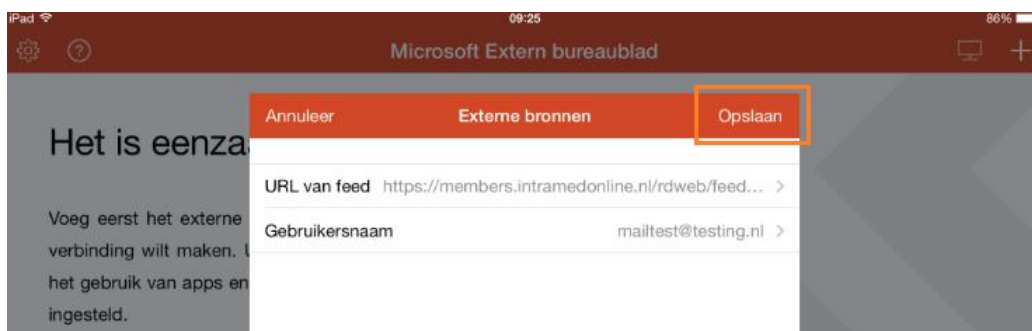 iPad 09:25 86%
Microsoft Extern bureaublad
Annuleer Externe bronnen Opslaan
Het is eenza
URL van feed https://members.intramedonline.nl/rdweb/feed...
Gebruikersnaam mailtest@testing.nl
Voeg eerst het externe
verbinding wilt maken.
het gebruik van apps en
ingesteld.